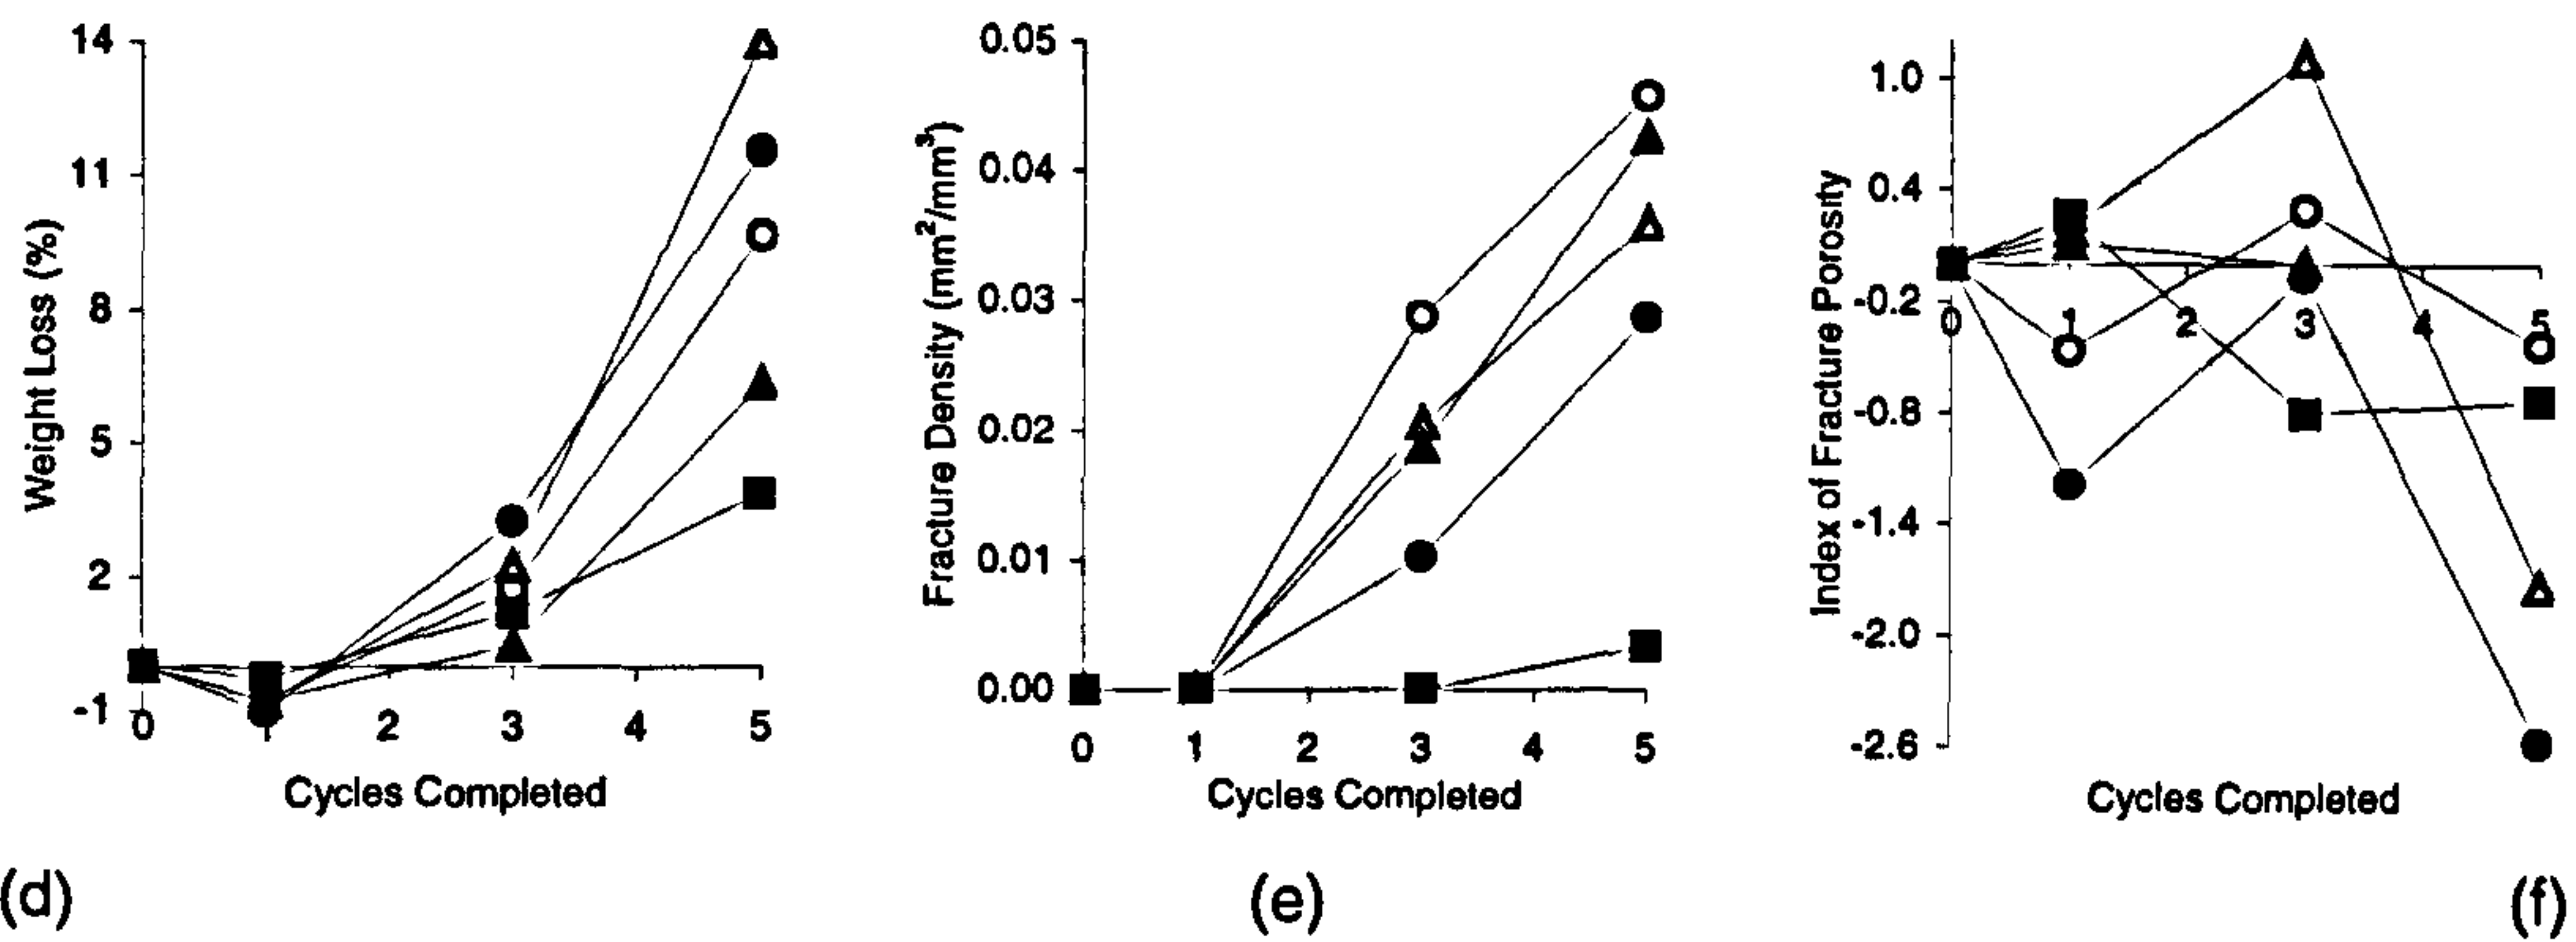 14
11
8
5
2
-1
Weight Loss (%)
0 2 3 4 5
Cycles Completed
(d)
0.05
0.04
0.03
0.02
0.01
0.00
Fracture Density (mm²/mm³)
0 1 2 3 4 5
Cycles Completed
(e)
1.0
0.4
-0.2
-0.8
-1.4
-2.0
-2.6
Index of Fracture Porosity
0 1 2 3 4 5
Cycles Completed
(f)